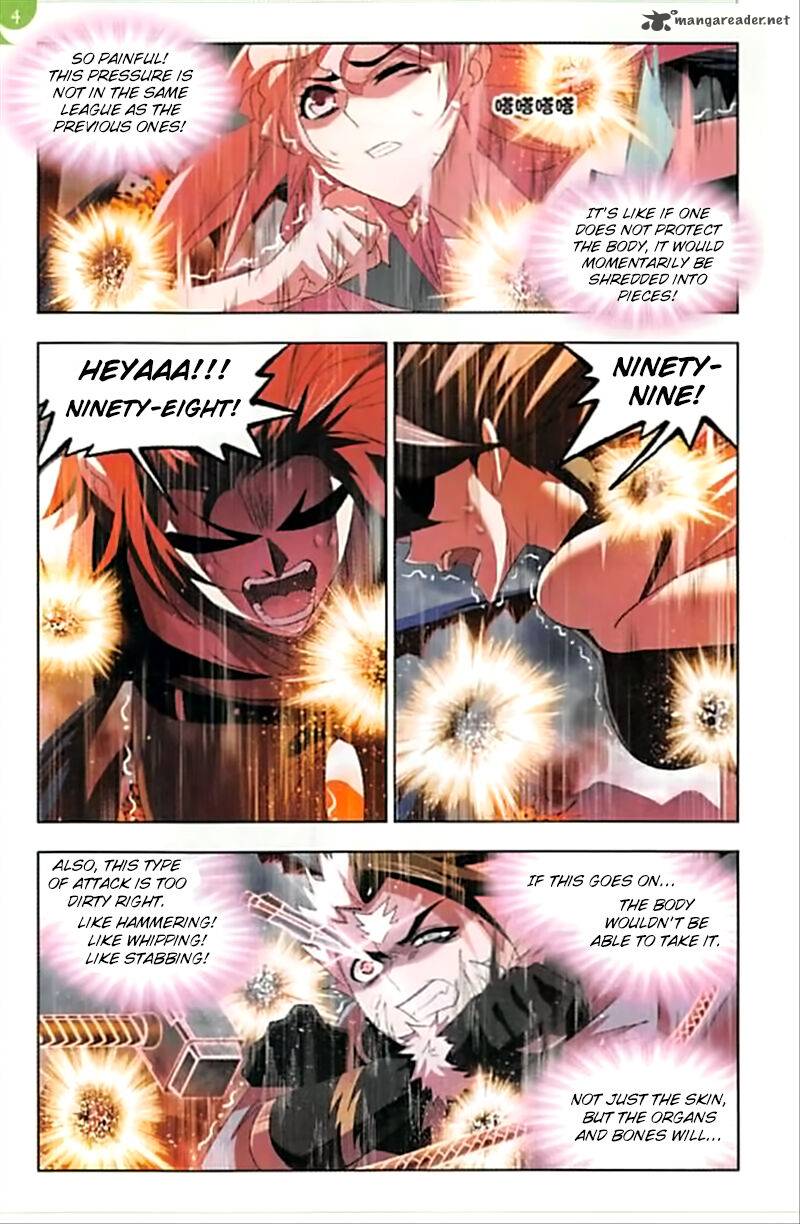 4
mangareader.net
SO PAINFUL!
THIS PRESSURE IS
NOT IN THE SAME
LEAGUE AS THE
PREVIOUS ONES!
嗒嗒嗒嗒
IT'S LIKE IF ONE
DOES NOT PROTECT
THE BODY, IT WOULD
MOMENTARILY BE
SHREDDED INTO
PIECES!
HEYAAA!!!
NINETY-EIGHT!
NINETY-
NINE!
ALSO, THIS TYPE
OF ATTACK IS TOO
DIRTY RIGHT.
LIKE HAMMERING!
LIKE WHIPPING!
LIKE STABBING!
IF THIS GOES ON...
THE BODY
WOULDN'T BE
ABLE TO TAKE IT.
NOT JUST THE SKIN,
BUT THE ORGANS
AND BONES WILL...